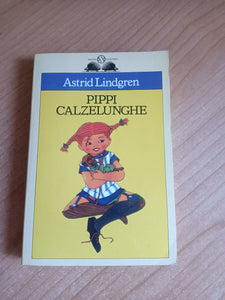 Astrid Lindgren
PIPPI
CALZELUNGHE